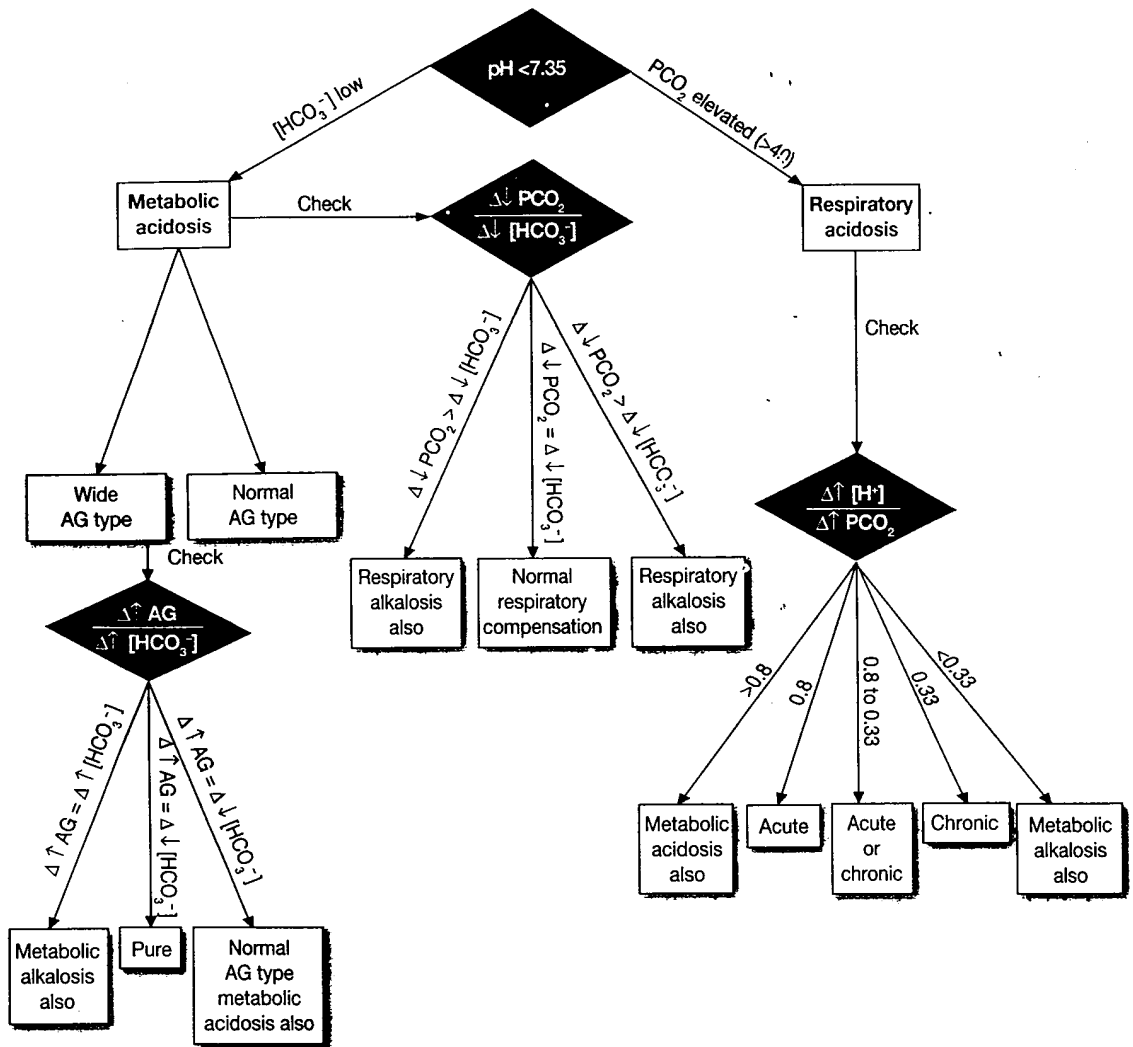 pH <7.35
[HCO₃⁻] low
PCO₂ elevated (>40)
Metabolic
acidosis
Check
Δ↓ PCO₂
Δ↓ [HCO₃⁻]
Respiratory
acidosis
Check
Δ↓PCO₂ > Δ↓ [HCO₃⁻]
Δ↓PCO₂ = Δ↓ [HCO₃⁻]
Δ↓PCO₂ > Δ↓ [HCO₃⁻]
Wide
AG type
Normal
AG type
Check
Δ↑ [H⁺]
Δ↑ PCO₂
Respiratory
alkalosis
also
Normal
respiratory
compensation
Respiratory
alkalosis
also
Δ↑ AG
Δ↑ [HCO₃⁻]
>0.8
0.8
0.8 to 0.33
0.33
<0.33
Δ↑AG = Δ↑ [HCO₃⁻]
Δ↑AG = Δ↓ [HCO₃⁻]
Δ↑AG = Δ↓ [HCO₃⁻]
Metabolic
acidosis
also
Acute
Acute
or
chronic
Chronic
Metabolic
alkalosis
also
Metabolic
alkalosis
also
Pure
Normal
AG type
metabolic
acidosis also